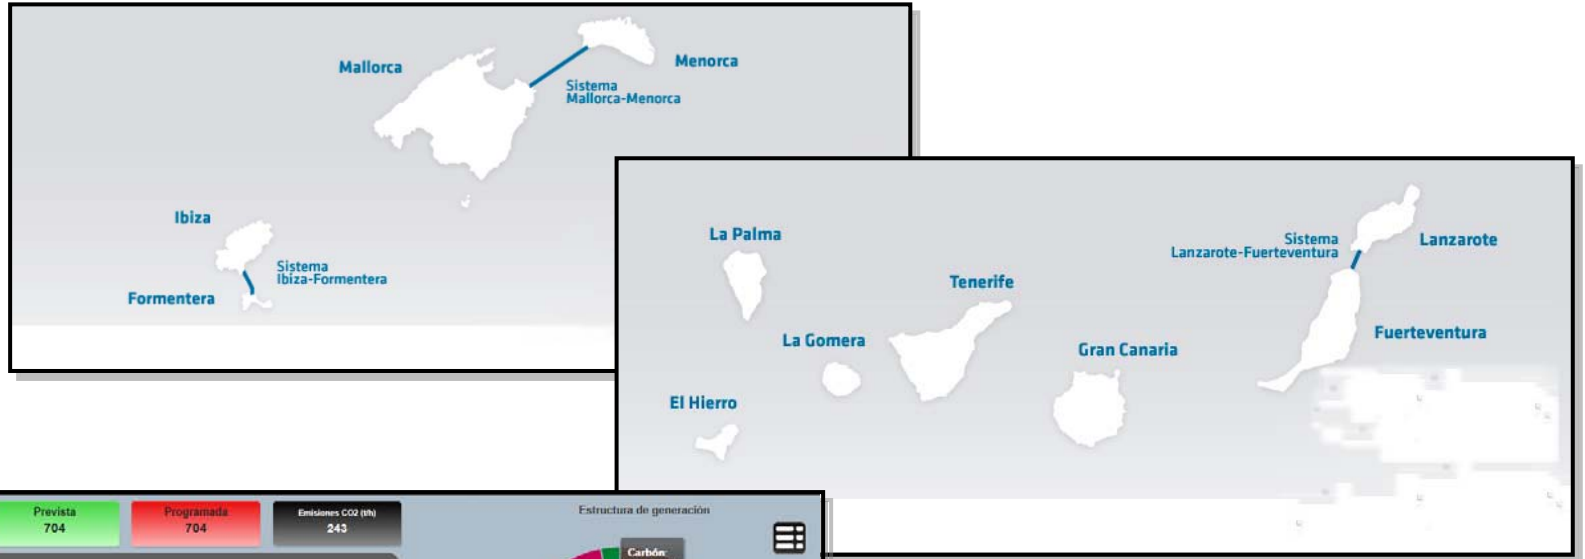 Mallorca
Menorca
Sistema
Mallorca-Menorca
Ibiza
Sistema
Ibiza-Formentera
Formentera
La Palma
Sistema
Lanzarote-Fuerteventura
Lanzarote
Tenerife
Fuerteventura
La Gomera
Gran Canaria
El Hierro
Prevista
704
Programada
704
Emisiones CO2 (t/h)
243
Estructura de generación
Carbón: